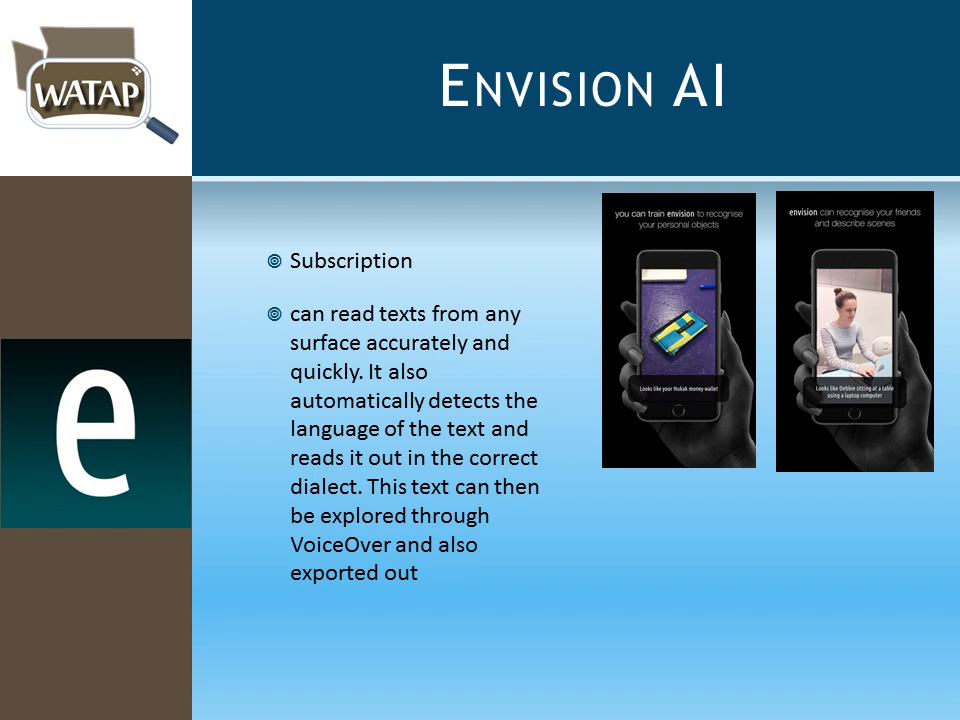 WATAP
ENVISION AI
Subscription
can read texts from any
surface accurately and
quickly. It also
automatically detects the
language of the text and
reads it out in the correct
dialect. This text can then
be explored through
VoiceOver and also
exported out
e
you can train envision to recognise
your personal objects
Looks like your Nukak money wallet
envision can recognise your friends
and describe scenes
Looks like Debbie sitting at a table
using a laptop computer